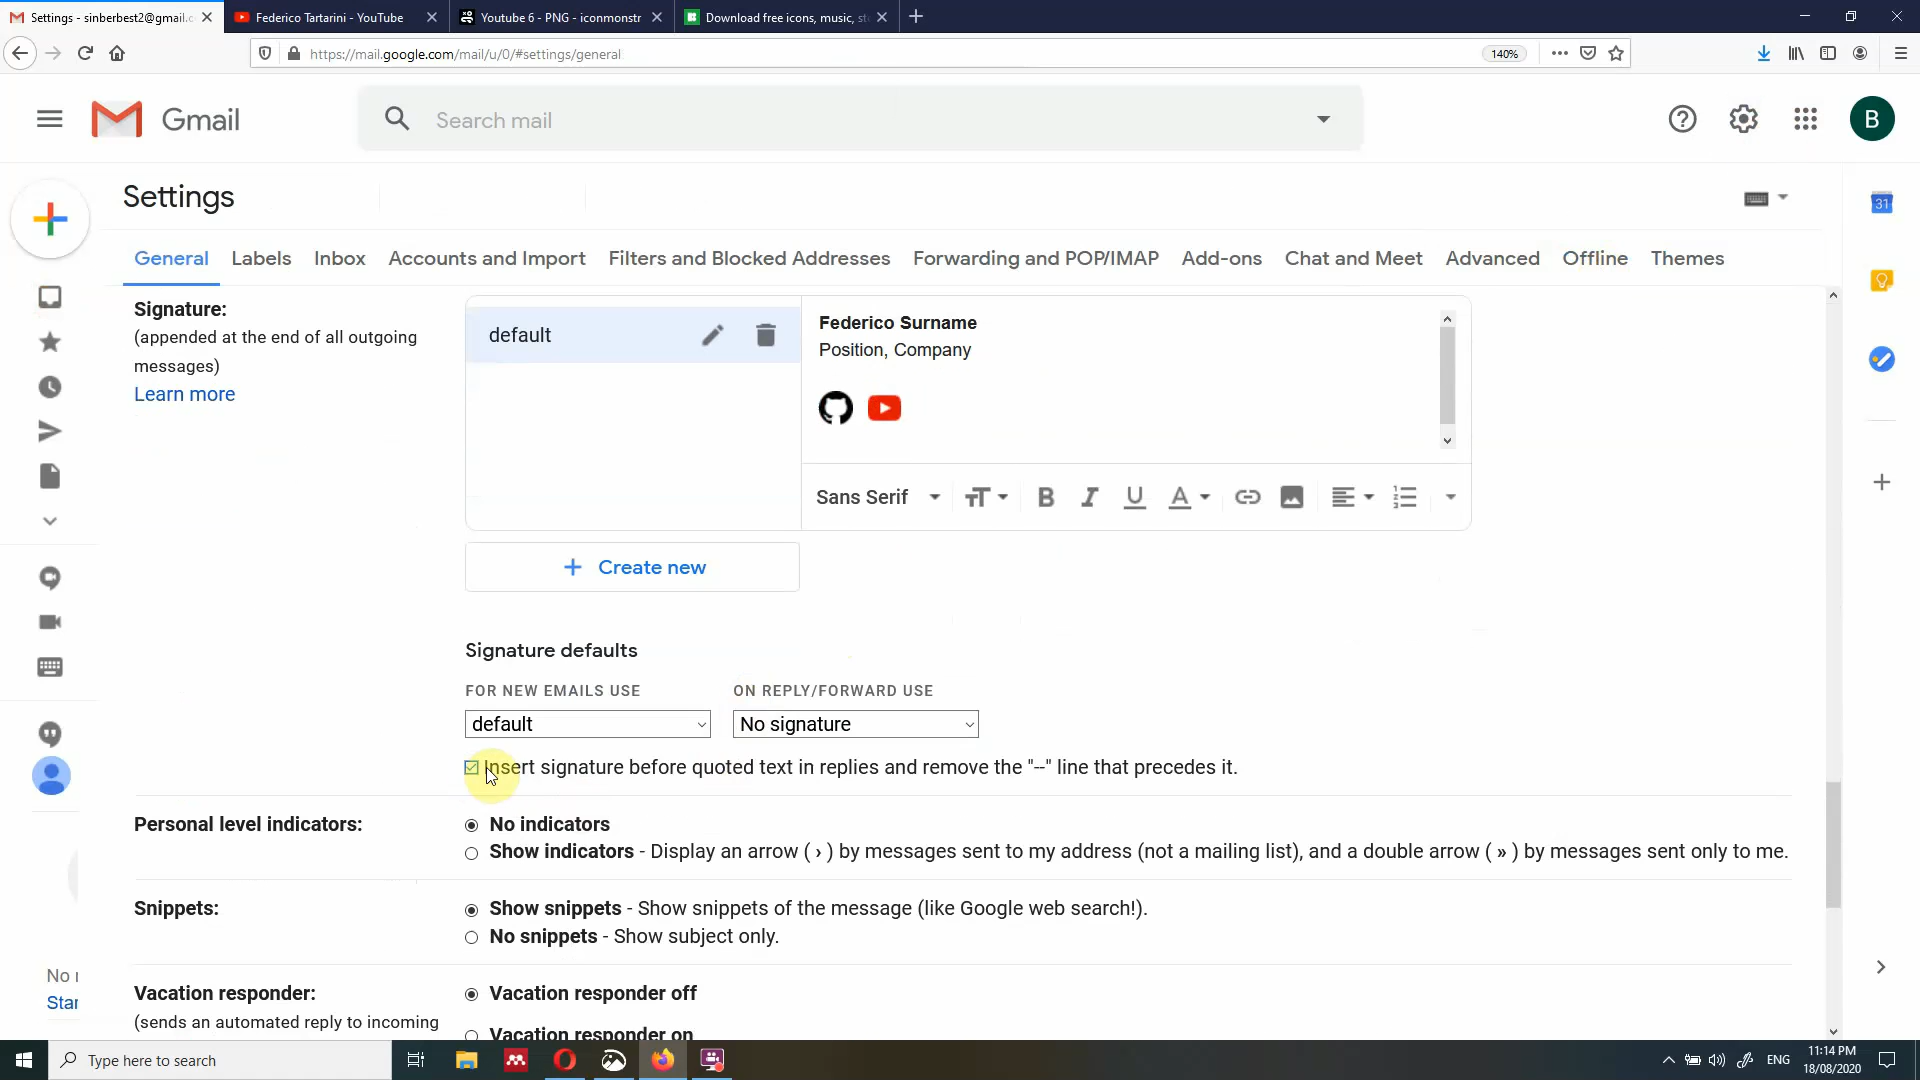 Settings - sinberbest2@gmail.c
Federico Tartarini - YouTube
Youtube 6 - PNG - iconmonstr
Download free icons, music, st
https://mail.google.com/mail/u/0/#settings/general
140%
Gmail
Search mail
B
Settings
31
General
Labels
Inbox
Accounts and Import
Filters and Blocked Addresses
Forwarding and POP/IMAP
Add-ons
Chat and Meet
Advanced
Offline
Themes
Signature:
(appended at the end of all outgoing
messages)
Learn more
default
Federico Surname
Position, Company
Sans Serif
Create new
Signature defaults
FOR NEW EMAILS USE
ON REPLY/FORWARD USE
default
No signature
Insert signature before quoted text in replies and remove the "--" line that precedes it.
Personal level indicators:
No indicators
Show indicators - Display an arrow ( › ) by messages sent to my address (not a mailing list), and a double arrow ( » ) by messages sent only to me.
Snippets:
Show snippets - Show snippets of the message (like Google web search!).
No snippets - Show subject only.
Vacation responder:
(sends an automated reply to incoming
Vacation responder off
Vacation responder on
No r
Star
Type here to search
ENG
11:14 PM
18/08/2020